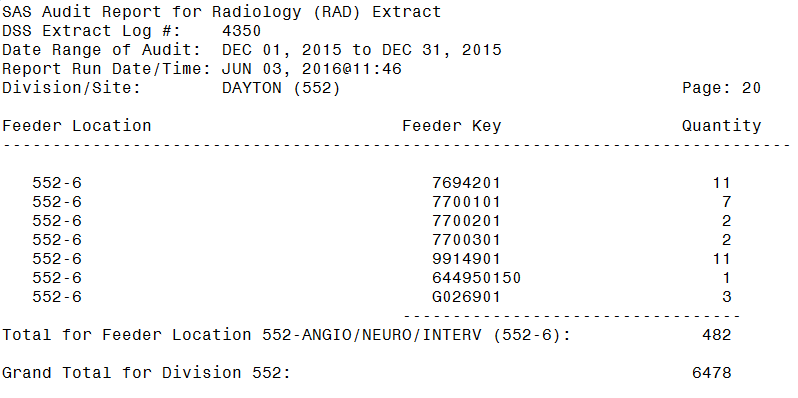 SAS Audit Report for Radiology (RAD) Extract
DSS Extract Log #:    4350
Date Range of Audit:  DEC 01, 2015 to DEC 31, 2015
Report Run Date/Time: JUN 03, 2016@11:46
Division/Site:        DAYTON (552)                                  Page: 20
Feeder Location                         Feeder Key                  Quantity
-------------------------------------------------------------------------------
   552-6                                   7694201                     11
   552-6                                   7700101                      7
   552-6                                   7700201                      2
   552-6                                   7700301                      2
   552-6                                   9914901                     11
   552-6                                   644950150                    1
   552-6                                   G026901                      3
                                        ----------------------------------
Total for Feeder Location 552-ANGIO/NEURO/INTERV (552-6):             482
Grand Total for Division 552:                                        6478